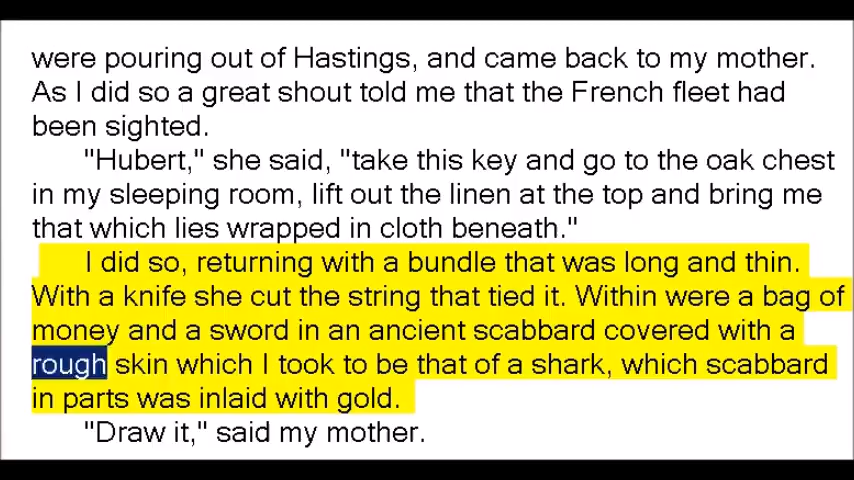 were pouring out of Hastings, and came back to my mother.
As I did so a great shout told me that the French fleet had
been sighted.
"Hubert," she said, "take this key and go to the oak chest
in my sleeping room, lift out the linen at the top and bring me
that which lies wrapped in cloth beneath."
I did so, returning with a bundle that was long and thin.
With a knife she cut the string that tied it. Within were a bag of
money and a sword in an ancient scabbard covered with a
rough skin which I took to be that of a shark, which scabbard
in parts was inlaid with gold.
"Draw it," said my mother.